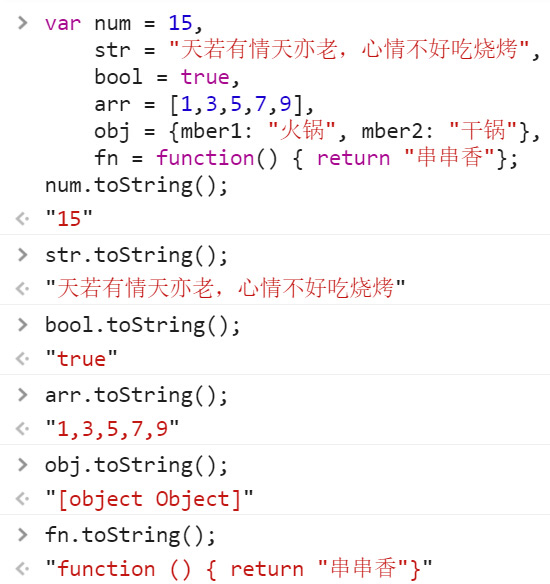 > var num = 15,
str = "天若有情天亦老，心情不好吃烧烤",
bool = true,
arr = [1,3,5,7,9],
obj = {mber1: "火锅", mber2: "干锅"},
fn = function() { return "串串香"};
num.toString();
"15"
> str.toString();
"天若有情天亦老，心情不好吃烧烤"
> bool.toString();
"true"
> arr.toString();
"1,3,5,7,9"
> obj.toString();
"[object Object]"
> fn.toString();
"function () { return "串串香"}"